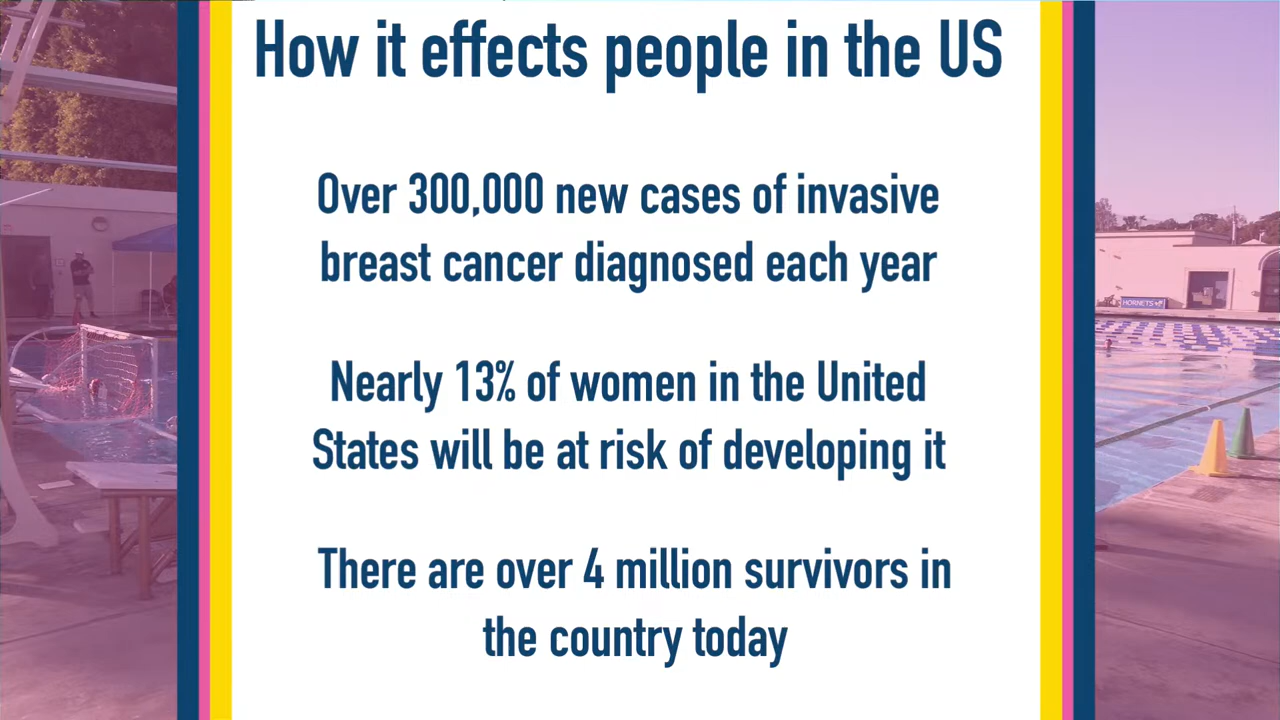 How it effects people in the US
Over 300,000 new cases of invasive
breast cancer diagnosed each year
Nearly 13% of women in the United
States will be at risk of developing it
There are over 4 million survivors in
the country today
HORNETS